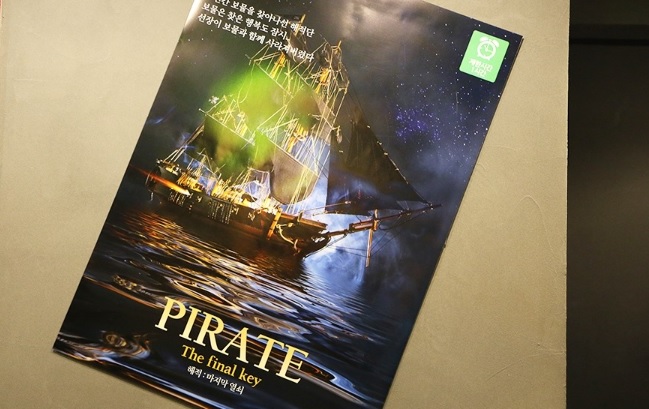 보물을 찾아나선 해적단
보물은 찾은 행복도 잠시,
선장이 보물과 함께 사라져버렸다
PIRATE
The final key
해적 : 마지막 열쇠